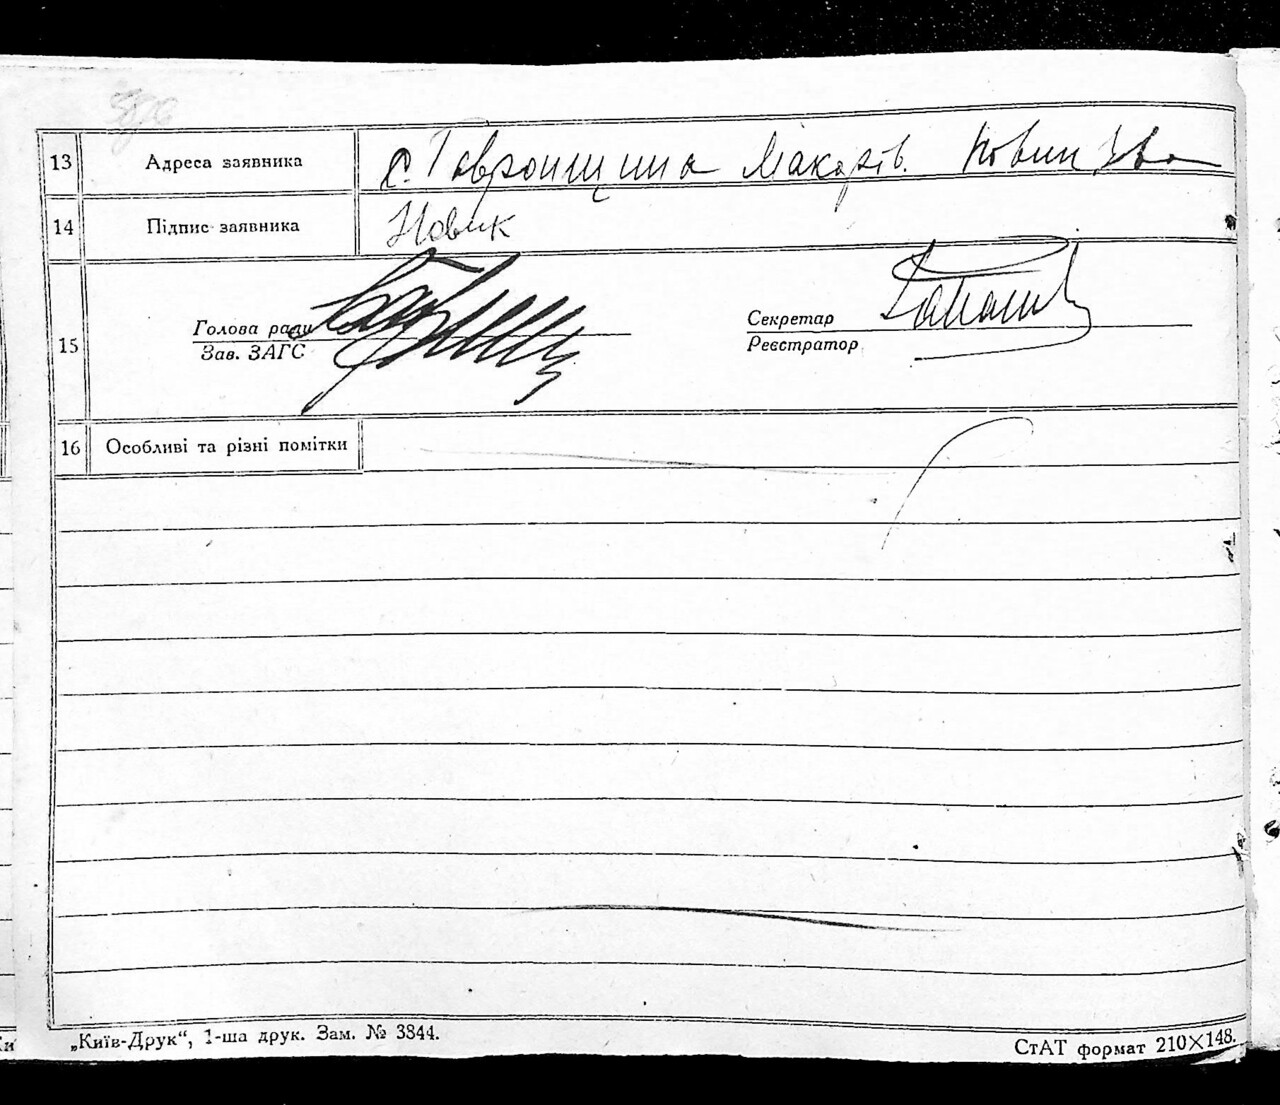 13 Адреса заявника с. Гавронщина Макарів. Новик Іва
14 Підпис заявника Новик
15 Голова ради Секретар
Зав. ЗАГС Реєстратор
16 Особливі та різні помітки
„Київ-Друк“, 1-ша друк. Зам. № 3844.
СтАТ формат 210×148.